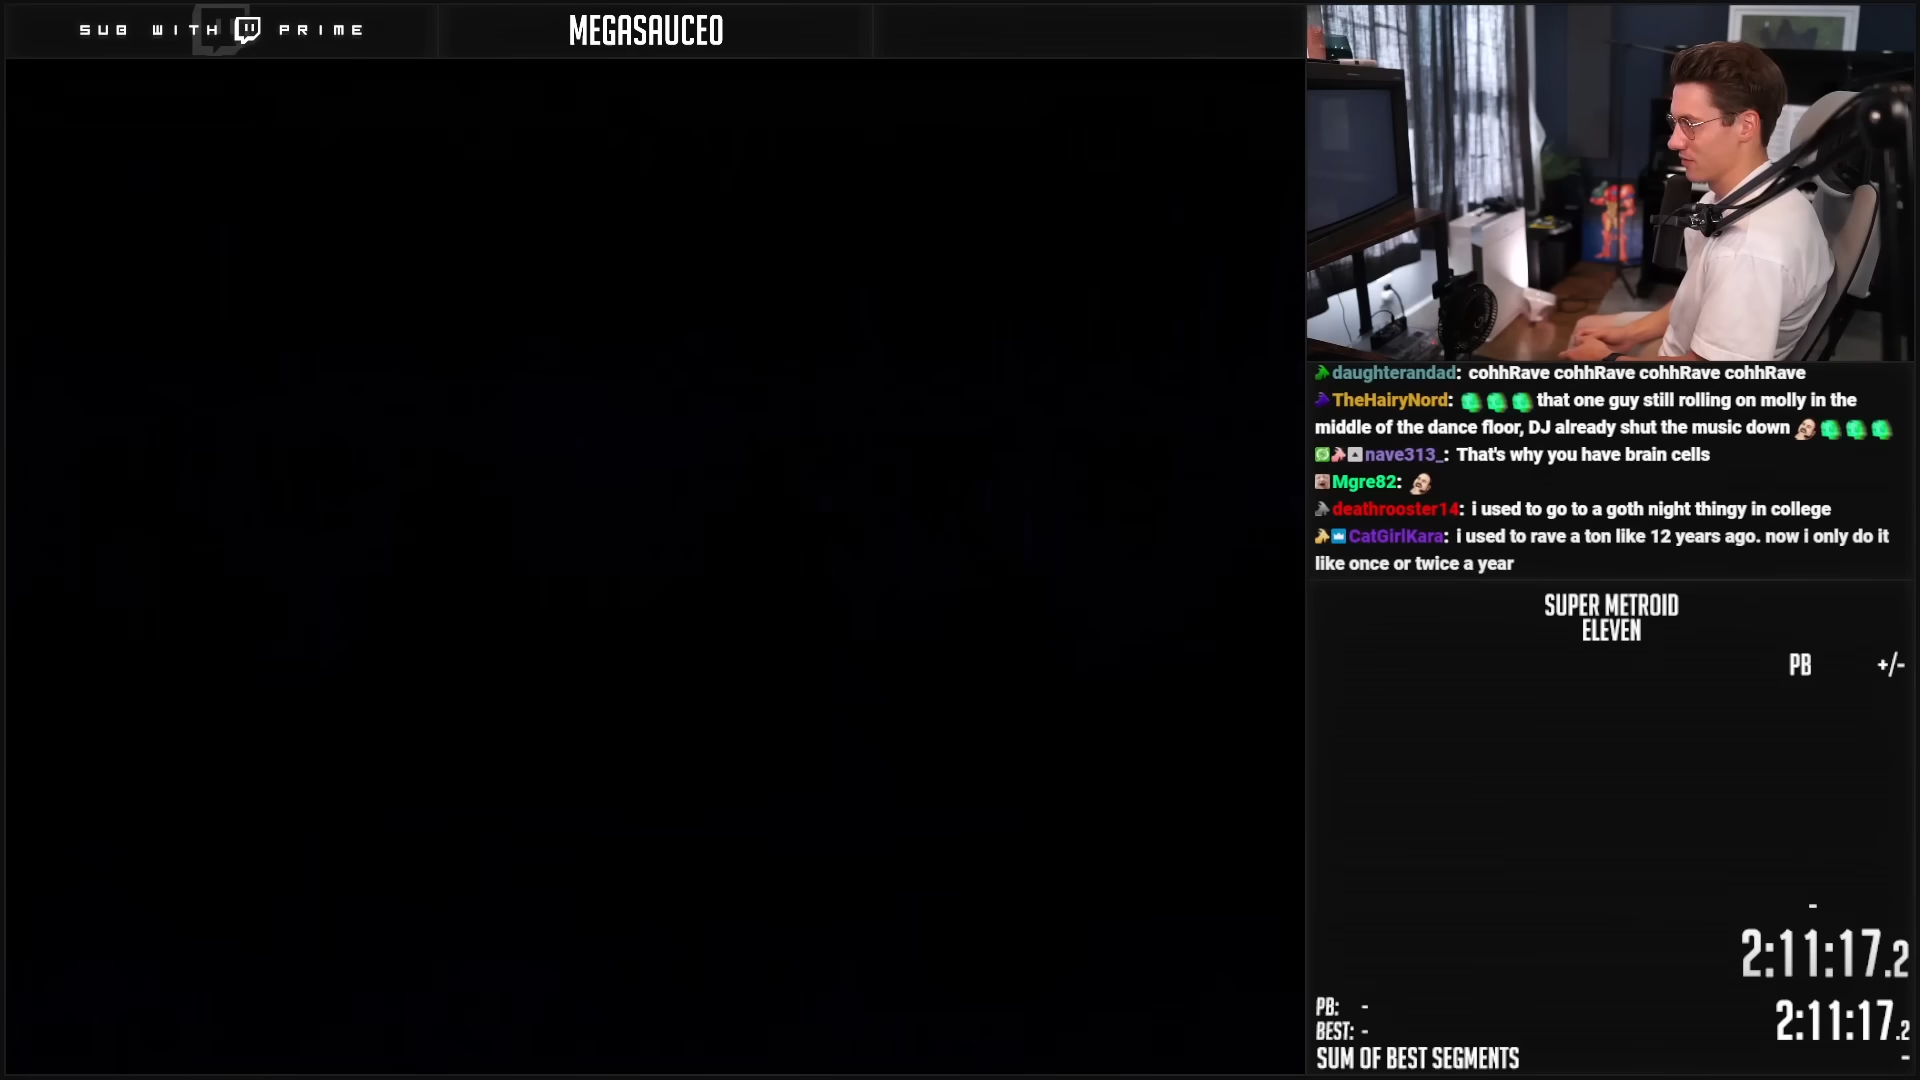 SUB WITH PRIME
MEGASAUCEO
daughterandad: cohhRave cohhRave cohhRave cohhRave
TheHairyNord: that one guy still rolling on molly in the
middle of the dance floor, DJ already shut the music down
nave313_: That's why you have brain cells
Mgre82:
deathrooster14: i used to go to a goth night thingy in college
CatGirlKara: i used to rave a ton like 12 years ago. now i only do it
like once or twice a year
SUPER METROID
ELEVEN
PB +/-
-
2:11:17.2
PB: -
2:11:17.2
BEST: -
SUM OF BEST SEGMENTS -